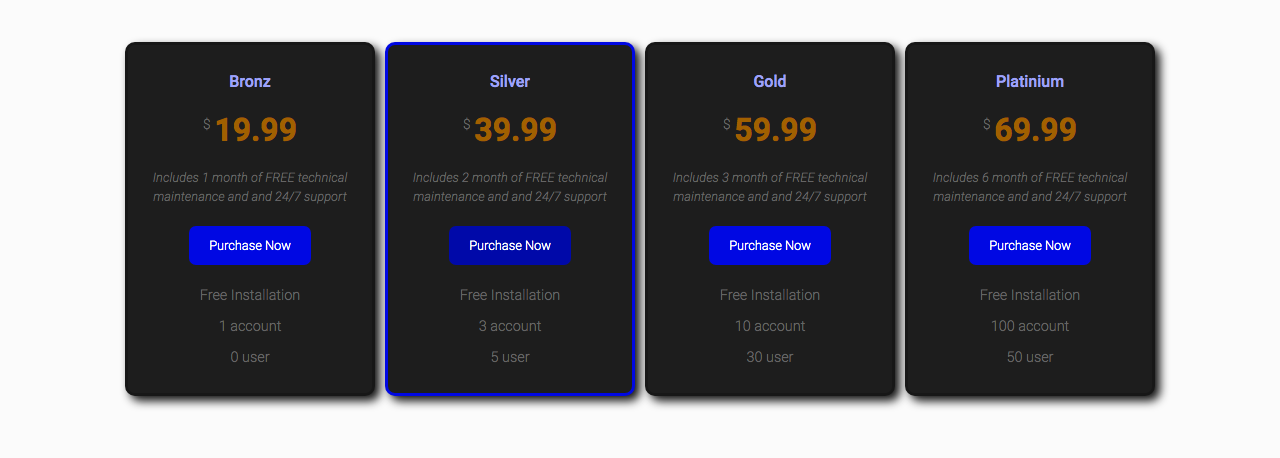 Bronz
$ 19.99
Includes 1 month of FREE technical
maintenance and and 24/7 support
Purchase Now
Free Installation
1 account
0 user
Silver
$ 39.99
Includes 2 month of FREE technical
maintenance and and 24/7 support
Purchase Now
Free Installation
3 account
5 user
Gold
$ 59.99
Includes 3 month of FREE technical
maintenance and and 24/7 support
Purchase Now
Free Installation
10 account
30 user
Platinium
$ 69.99
Includes 6 month of FREE technical
maintenance and and 24/7 support
Purchase Now
Free Installation
100 account
50 user